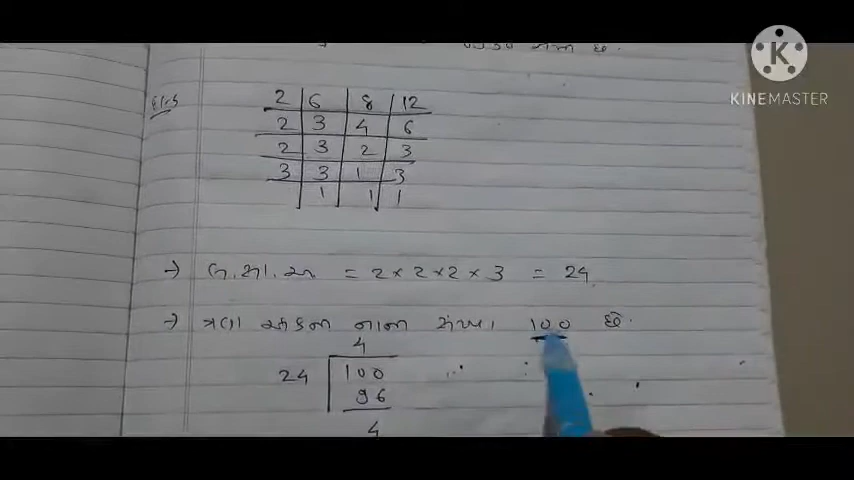 KINEMASTER
2 6 8 12
2 3 4 6
2 3 2 3
3 3 1 3
1 1 1
→ લ.સા.અ. = 2 × 2 × 2 × 3 = 24
→ ત્રણ અંકની નાની સંખ્યા 100 છે.
4
24 100
96
4